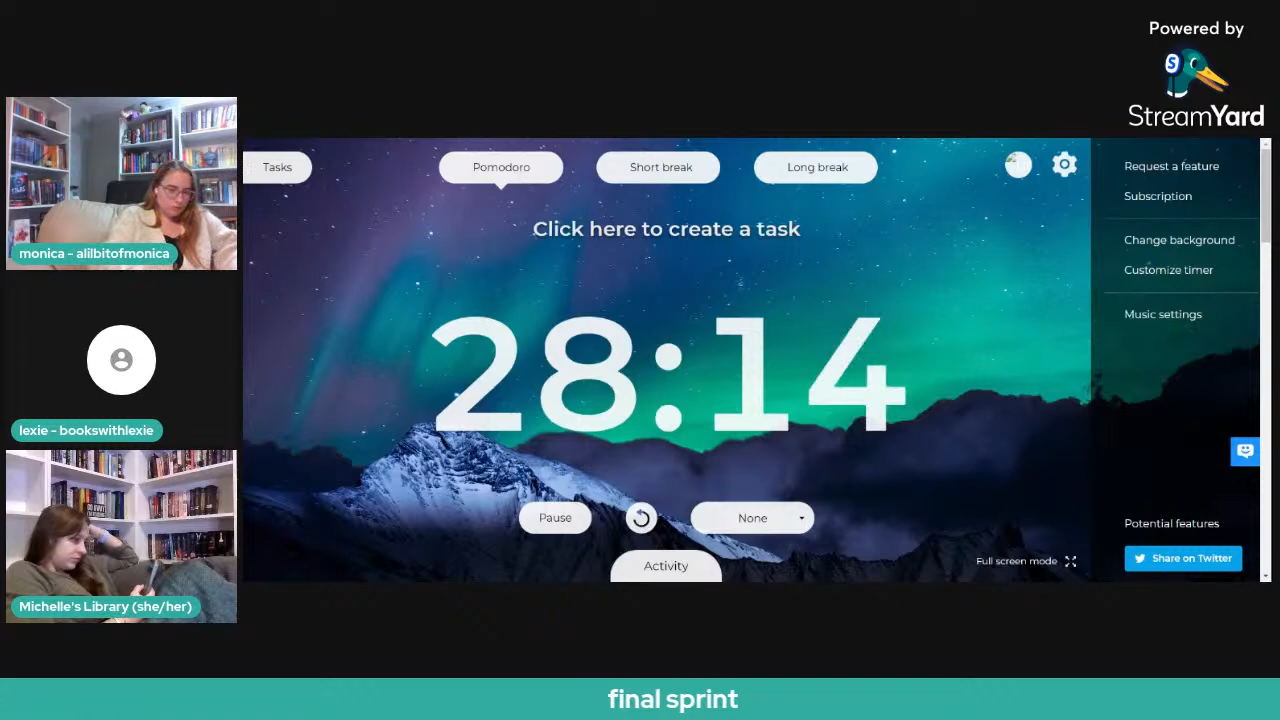 Powered by
StreamYard
monica - alilbitofmonica
lexie - bookswithlexie
Michelle's Library (she/her)
Tasks
Pomodoro
Short break
Long break
Click here to create a task
28:14
Pause
None
Activity
Full screen mode
Request a feature
Subscription
Change background
Customize timer
Music settings
Potential features
Share on Twitter
final sprint